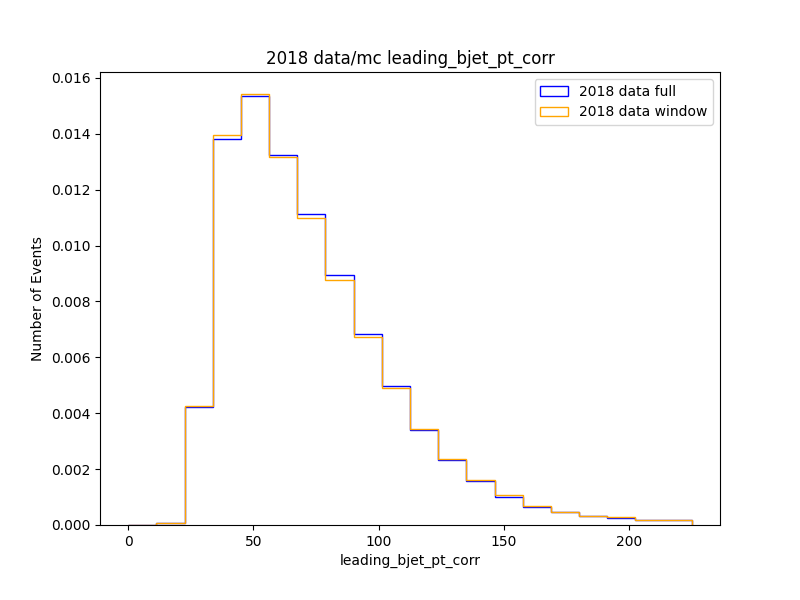 2018 data/mc leading_bjet_pt_corr
2018 data full
2018 data window
Number of Events
0.016
0.014
0.012
0.010
0.008
0.006
0.004
0.002
0.000
0 50 100 150 200
leading_bjet_pt_corr